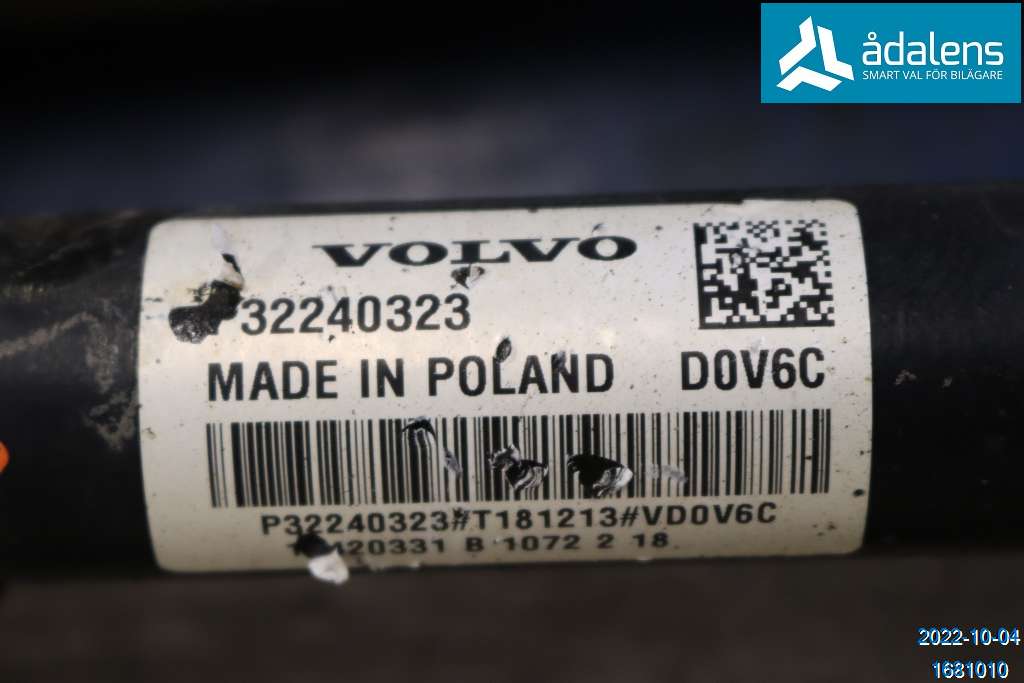 ådalens
SMART VAL FÖR BILÄGARE
VOLVO
P32240323
MADE IN POLAND D0V6C
P32240323#T181213#VD0V6C
B 1072 2 18
2022-10-04
1681010